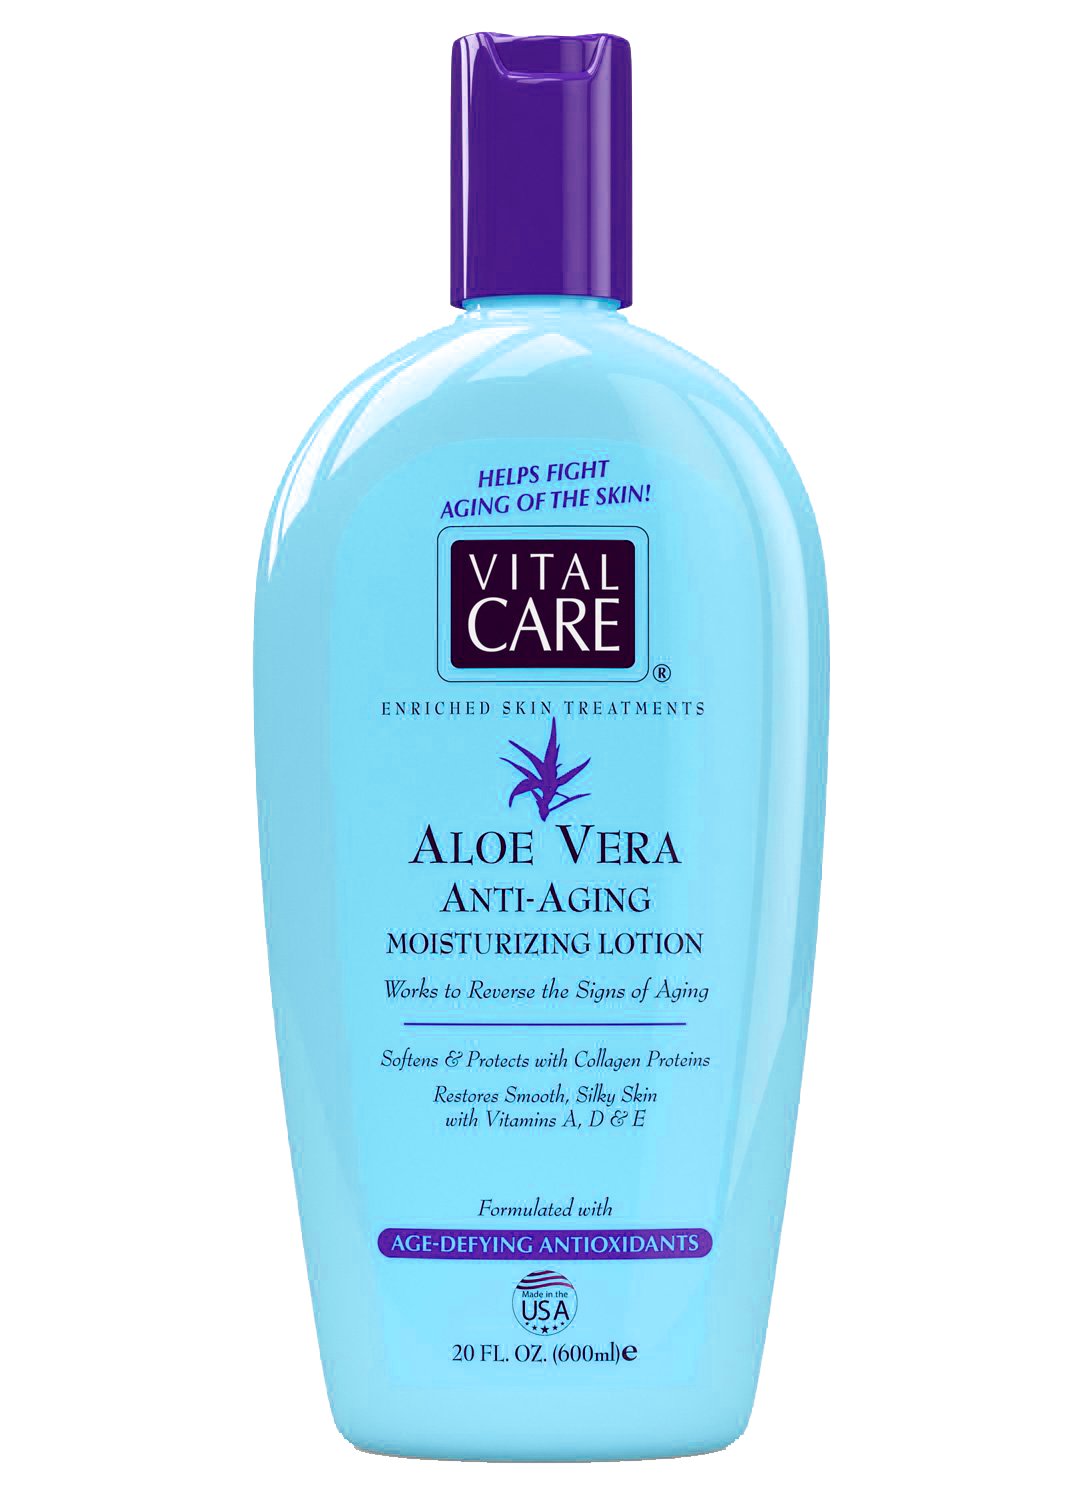 HELPS FIGHT
AGING OF THE SKIN!
VITAL
CARE
®
ENRICHED SKIN TREATMENTS
ALOE VERA
ANTI-AGING
MOISTURIZING LOTION
Works to Reverse the Signs of Aging
Softens & Protects with Collagen Proteins
Restores Smooth, Silky Skin
with Vitamins A, D & E
Formulated with
AGE-DEFYING ANTIOXIDANTS
Made in the
USA
20 FL. OZ. (600ml)e